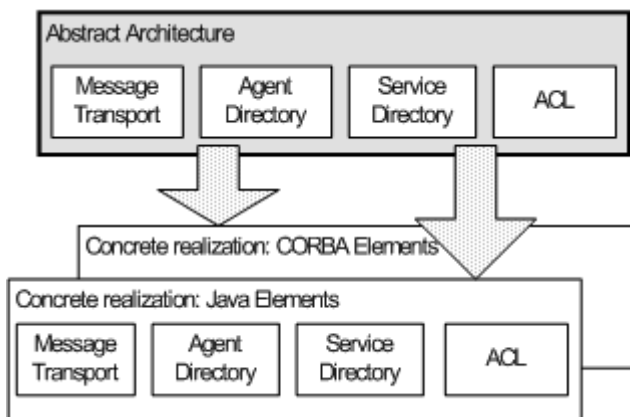 Abstract Architecture
Message
Transport
Agent
Directory
Service
Directory
ACL
Concrete realization: CORBA Elements
Concrete realization: Java Elements
Message
Transport
Agent
Directory
Service
Directory
ACL